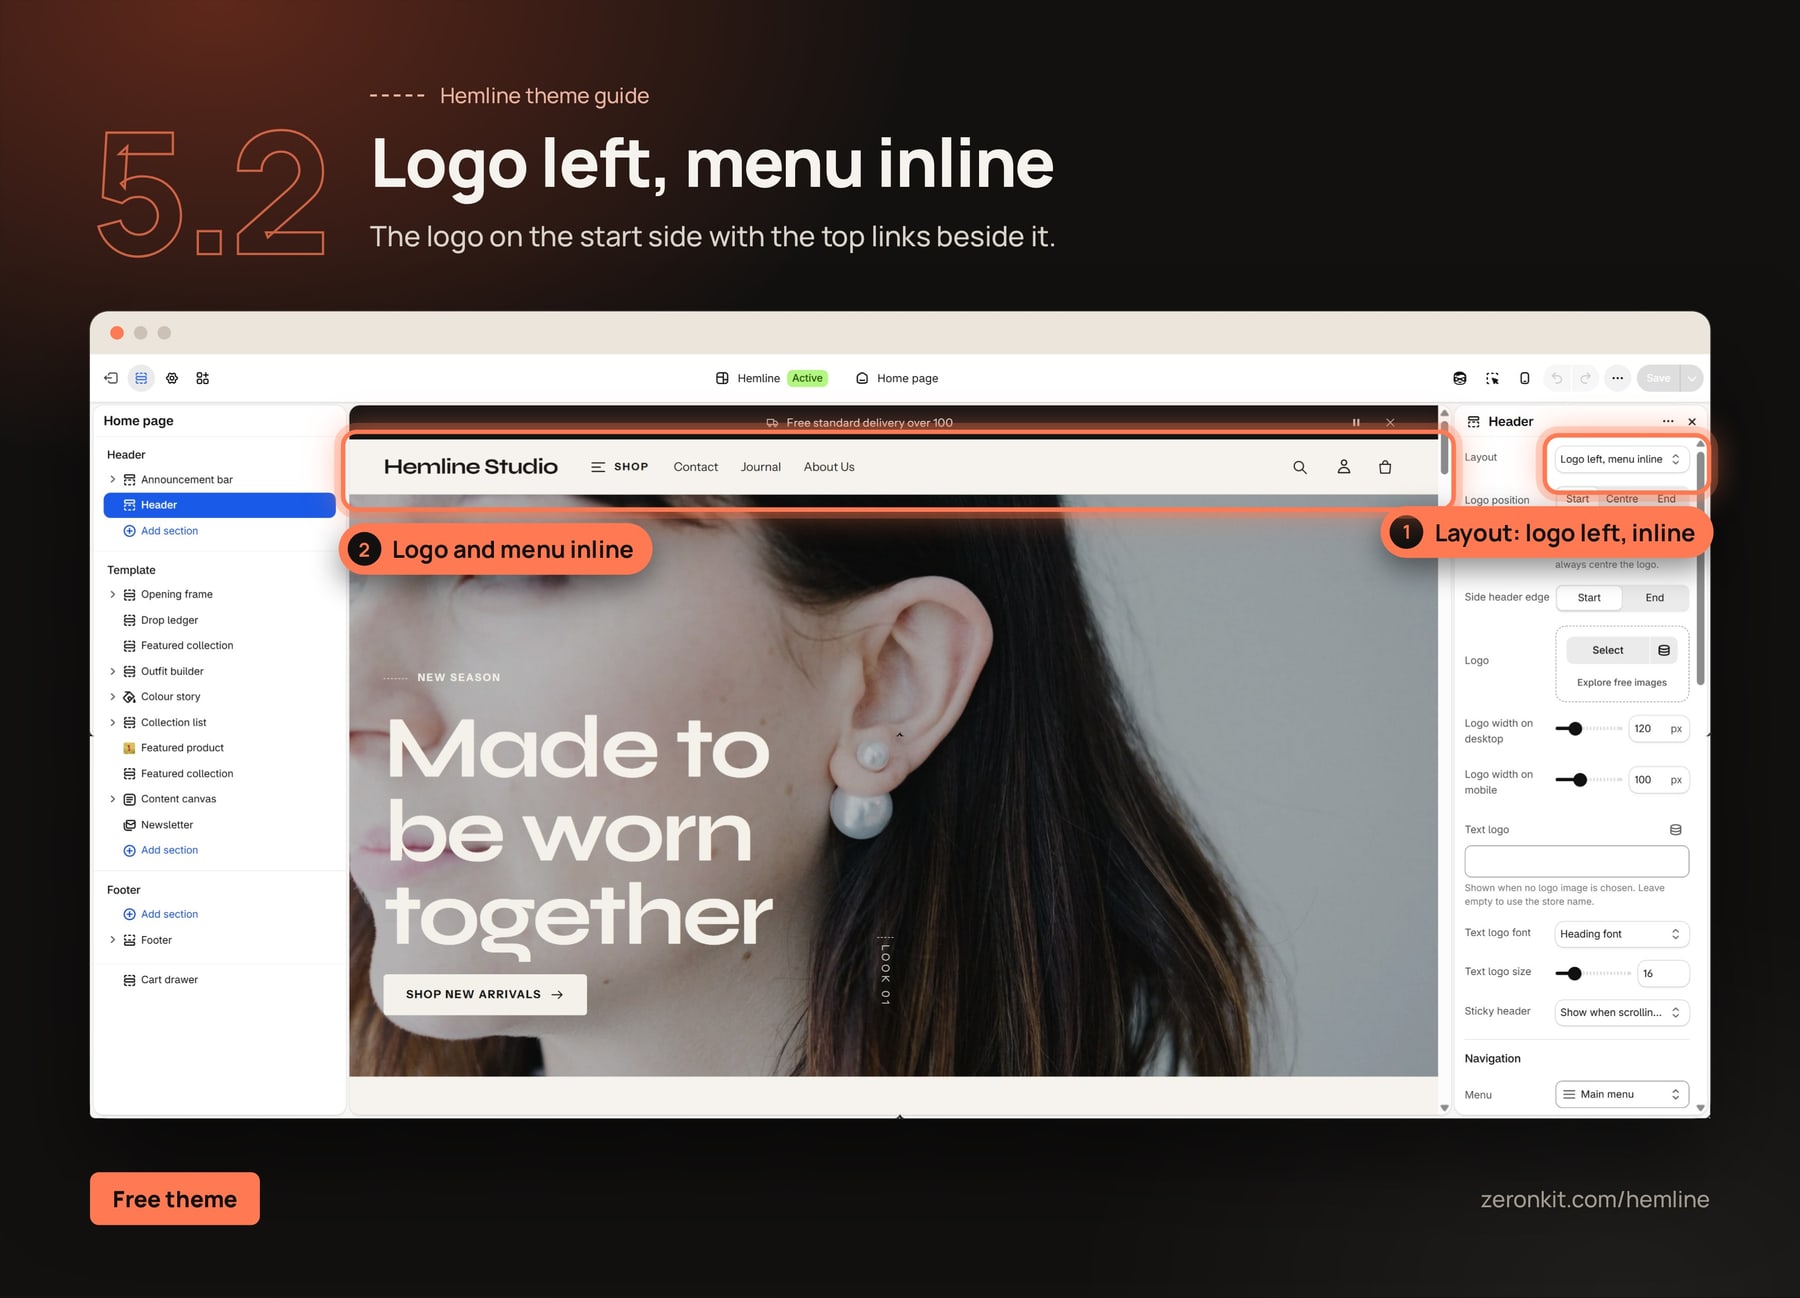 Hemline theme guide
5.2
Logo left, menu inline
The logo on the start side with the top links beside it.
Hemline
Active
Home page
Save
Home page
Header
Announcement bar
Header
Add section
Template
Opening frame
Drop ledger
Featured collection
Outfit builder
Colour story
Collection list
Featured product
Featured collection
Content canvas
Newsletter
Add section
Footer
Add section
Footer
Cart drawer
Free standard delivery over 100
Hemline Studio
SHOP
Contact
Journal
About Us
2 Logo and menu inline
NEW SEASON
Made to
be worn
together
SHOP NEW ARRIVALS
LOOK 01
Header
Layout
Logo left, menu inline
Logo position
Start
Centre
End
1 Layout: logo left, inline
always centre the logo.
Side header edge
Start
End
Logo
Select
Explore free images
Logo width on
desktop
120 px
Logo width on
mobile
100 px
Text logo
Shown when no logo image is chosen. Leave
empty to use the store name.
Text logo font
Heading font
Text logo size
16
Sticky header
Show when scrollin...
Navigation
Menu
Main menu
Free theme
zeronkit.com/hemline